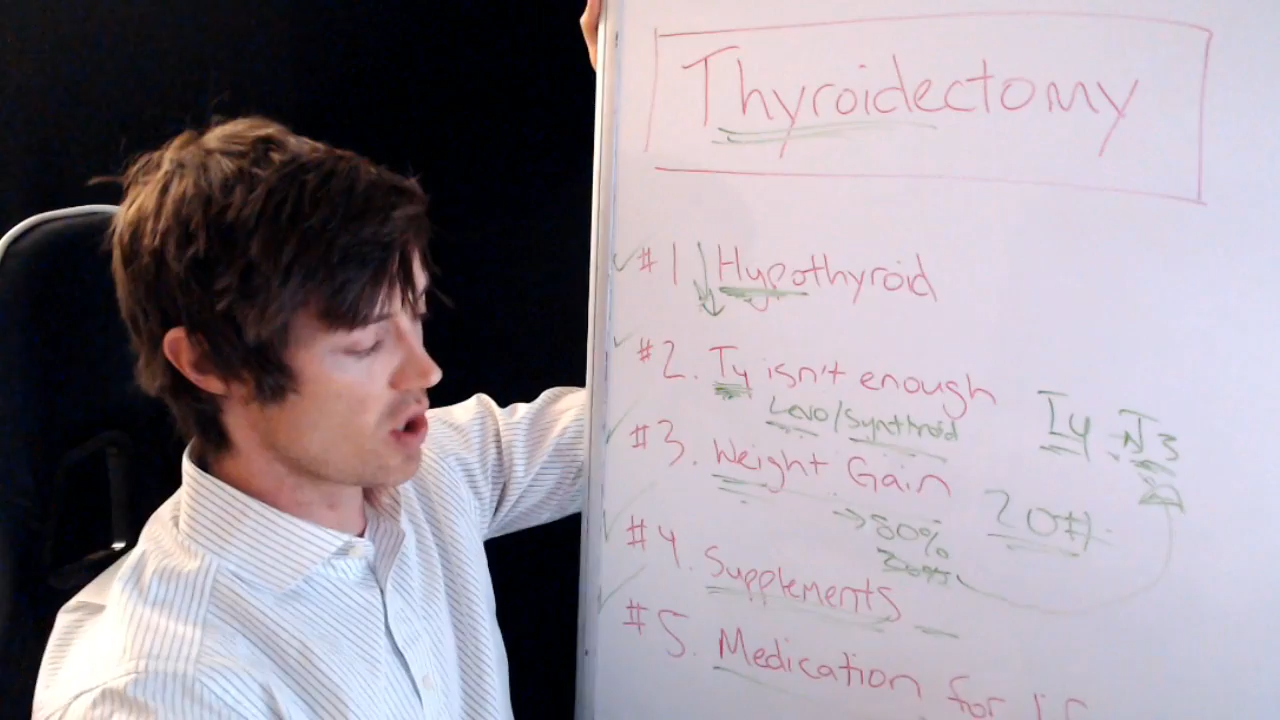 Thyroidectomy
#1 ↓ Hypothyroid
#2. T4 isn't enough
Levo/Synthroid
T4 → T3
#3. Weight Gain
→ 80% 20#
#4. Supplements
#5. Medication for